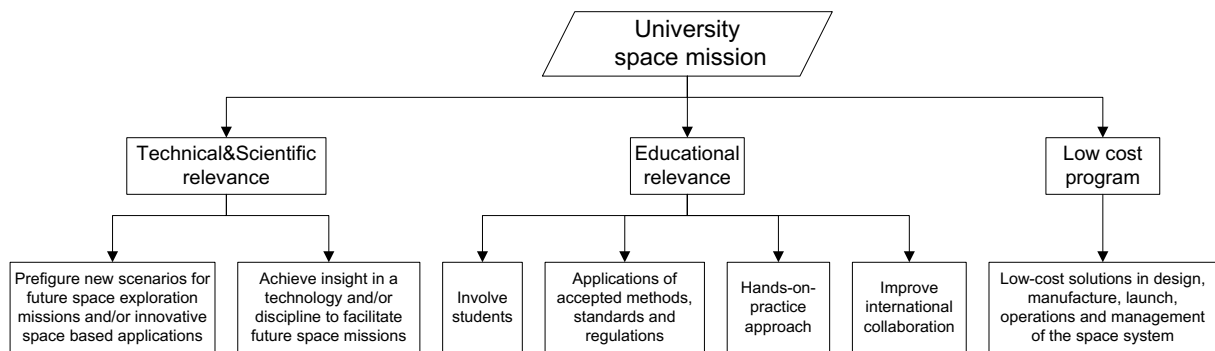 University
space mission
Technical&Scientific
relevance
Educational
relevance
Low cost
program
Prefigure new scenarios for
future space exploration
missions and/or innovative
space based applications
Achieve insight in a
technology and/or
discipline to facilitate
future space missions
Involve
students
Applications of
accepted methods,
standards and
regulations
Hands-on-
practice
approach
Improve
international
collaboration
Low-cost solutions in design,
manufacture, launch,
operations and management
of the space system